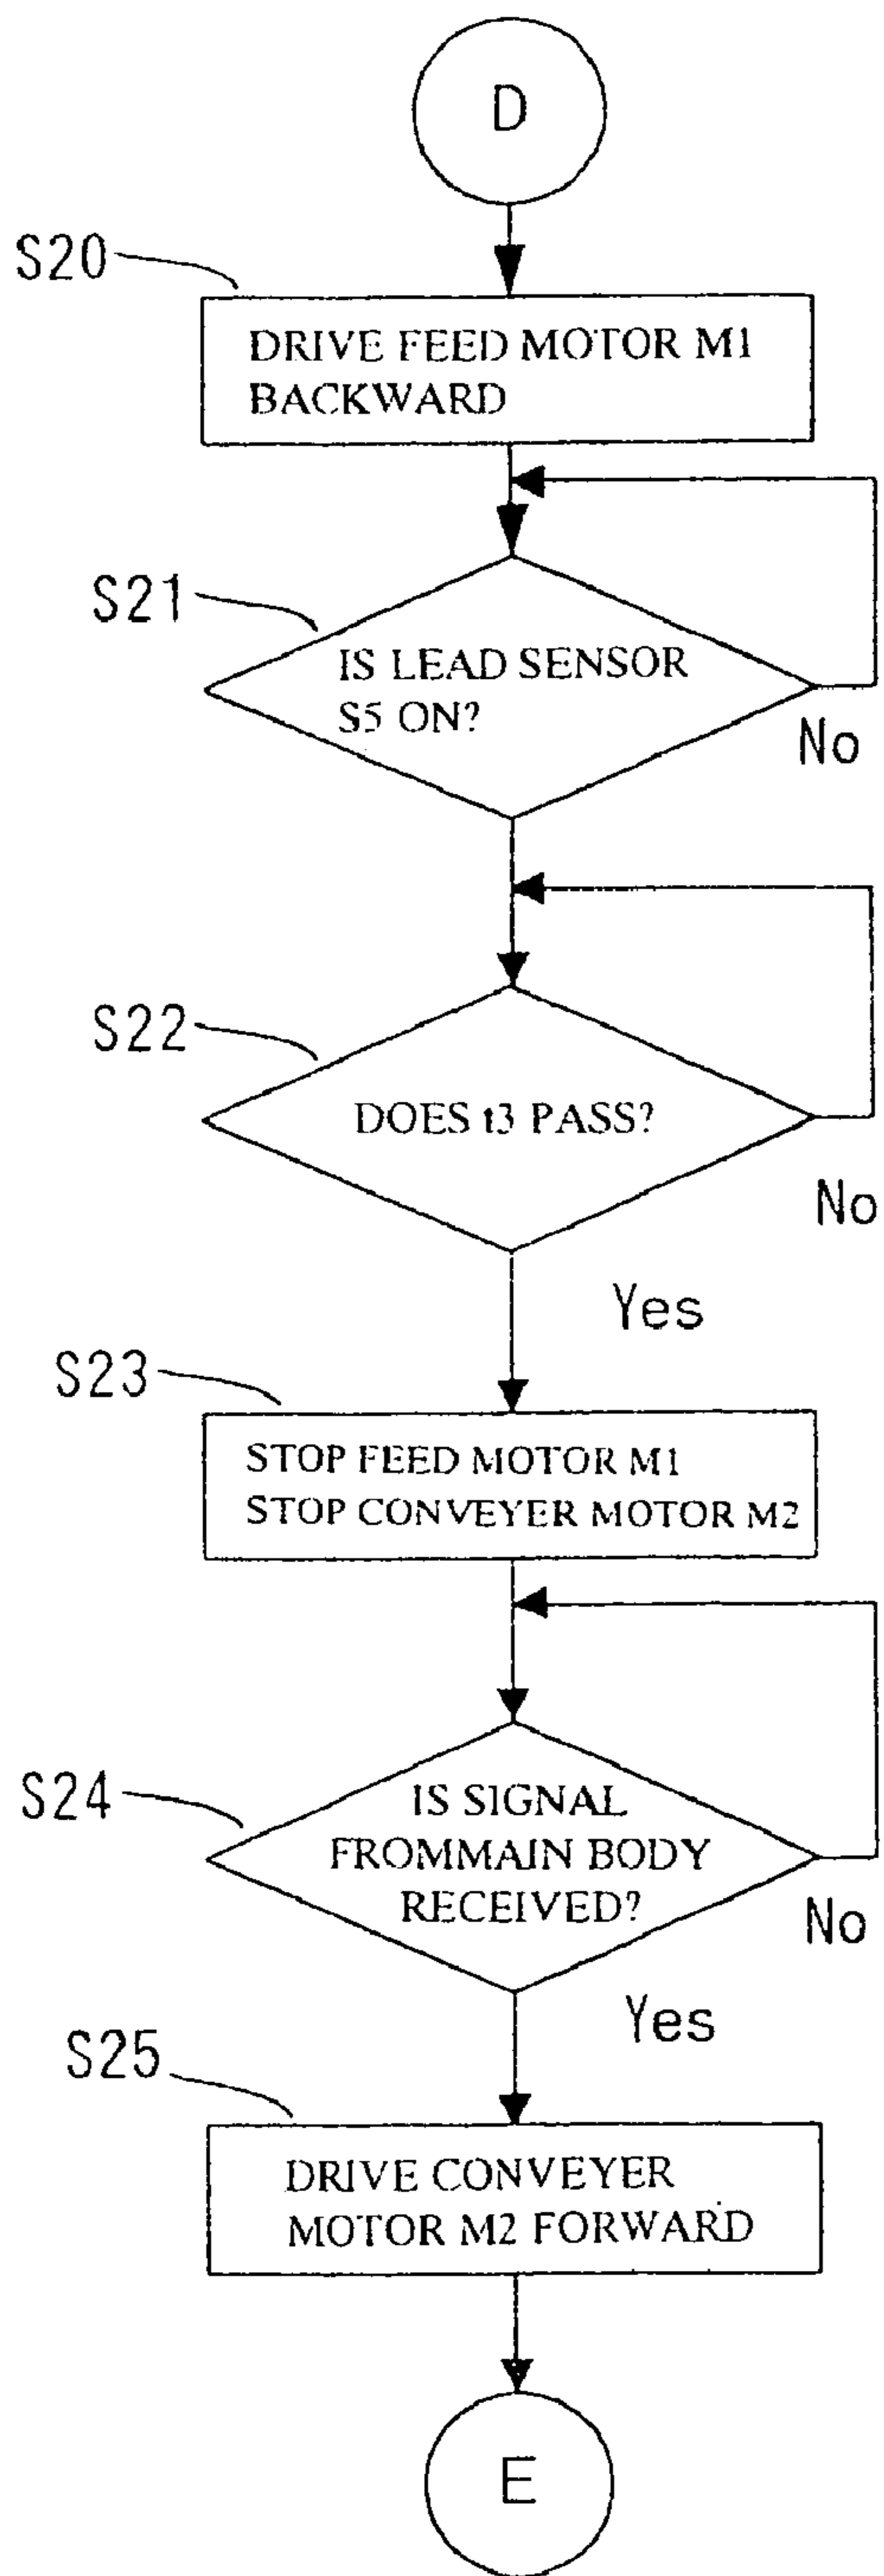 D
S20
DRIVE FEED MOTOR M1
BACKWARD
S21
IS LEAD SENSOR
S5 ON?
No
S22
DOES t3 PASS?
No
Yes
S23
STOP FEED MOTOR M1
STOP CONVEYER MOTOR M2
S24
IS SIGNAL
FROMMAIN BODY
RECEIVED?
No
Yes
S25
DRIVE CONVEYER
MOTOR M2 FORWARD
E